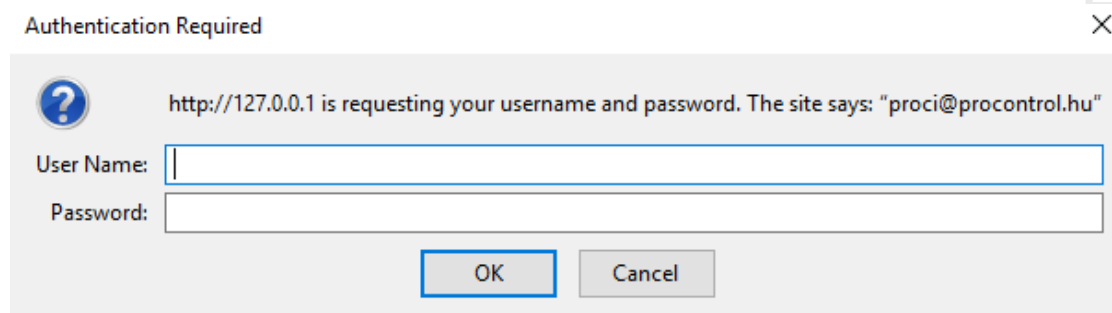 Authentication Required
http://127.0.0.1 is requesting your username and password. The site says: “proci@procontrol.hu”
User Name:
Password:
OK Cancel